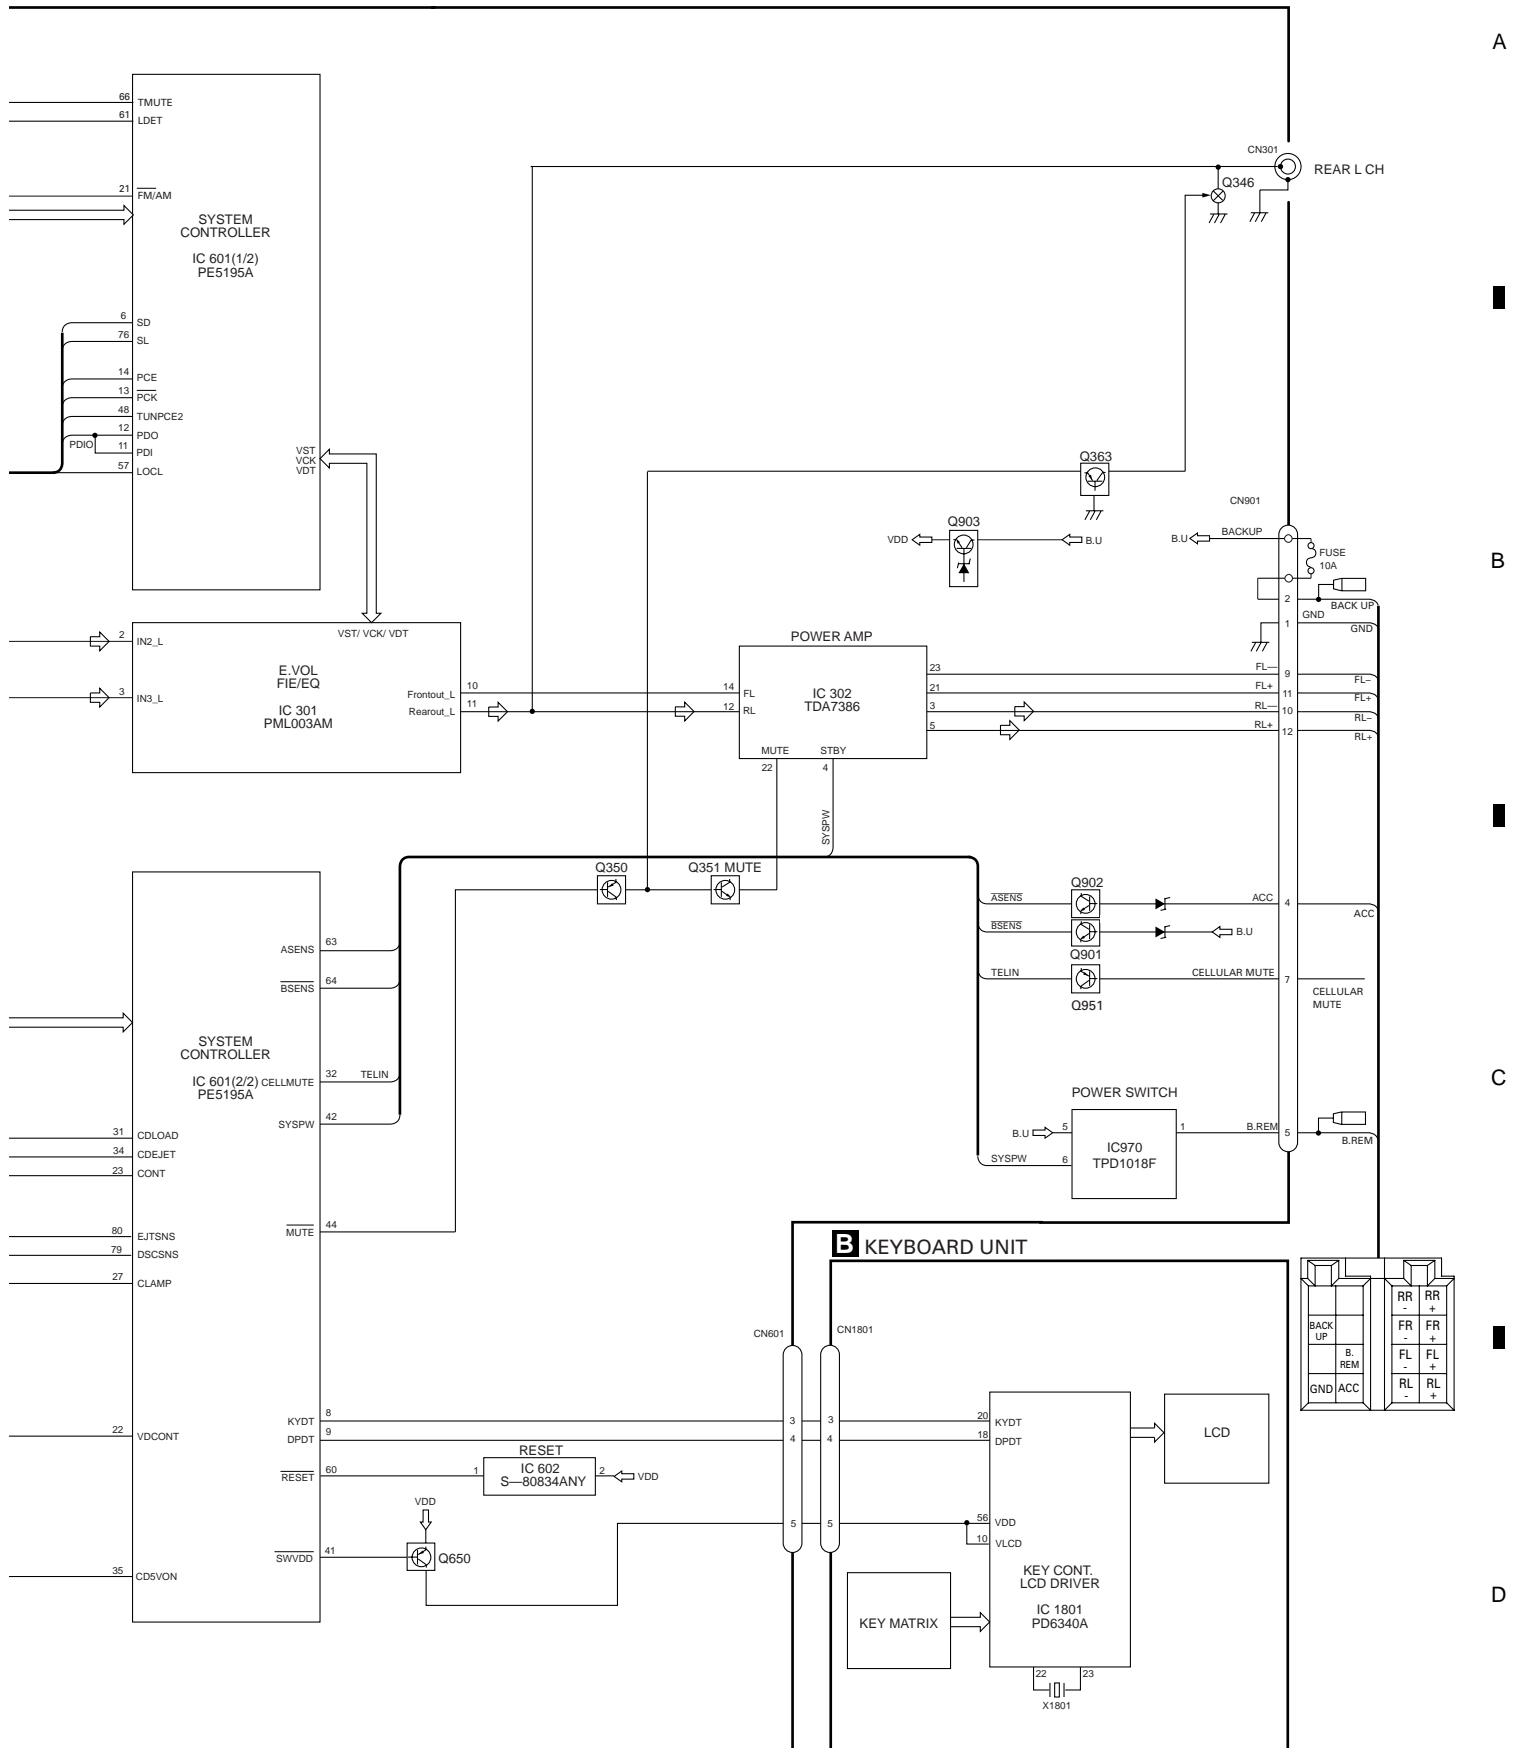 A
66 TMUTE
61 LDET
21 FM/AM
SYSTEM
CONTROLLER
IC 601(1/2)
PE5195A
6 SD
76 SL
14 PCE
13 PCK
48 TUNPCE2
12 PDO
PDIO
11 PDI
57 LOCL
VST
VCK
VDT
CN301
REAR L CH
Q346
Q363
CN901
Q903
VDD
B.U
B.U
BACKUP
FUSE
10A
B
2
BACK UP
GND
1
GND
2 IN2_L
VST/ VCK/ VDT
3 IN3_L
E.VOL
FIE/EQ
IC 301
PML003AM
Frontout_L 10
Rearout_L 11
POWER AMP
14 FL
12 RL
IC 302
TDA7386
MUTE
22
STBY
4
SYSPW
23 FL— 9 FL–
21 FL+ 11 FL+
3 RL— 10 RL–
5 RL+ 12 RL+
Q350
Q351 MUTE
Q902
ASENS
ACC 4 ACC
BSENS
B.U
Q901
TELIN
CELLULAR MUTE 7
CELLULAR
MUTE
Q951
ASENS 63
BSENS 64
SYSTEM
CONTROLLER
IC 601(2/2)
PE5195A
CELLMUTE 32 TELIN
SYSPW 42
C
31 CDLOAD
34 CDEJET
23 CONT
MUTE 44
80 EJTSNS
79 DSCSNS
27 CLAMP
POWER SWITCH
B.U 5
SYSPW 6
IC970
TPD1018F
1 B.REM 5
B.REM
B KEYBOARD UNIT
RR
-
RR
+
BACK
UP
FR
-
FR
+
B.
REM
FL
-
FL
+
GND ACC
RL
-
RL
+
CN601
CN1801
KYDT 8 3 3 20 KYDT
DPDT 9 4 4 18 DPDT
LCD
22 VDCONT
RESET
RESET 60 1
IC 602
S—80834ANY
2 VDD
VDD
SWVDD 41
Q650
5 5 56 VDD
10 VLCD
35 CD5VON
KEY CONT.
LCD DRIVER
IC 1801
PD6340A
KEY MATRIX
D
22 23
X1801